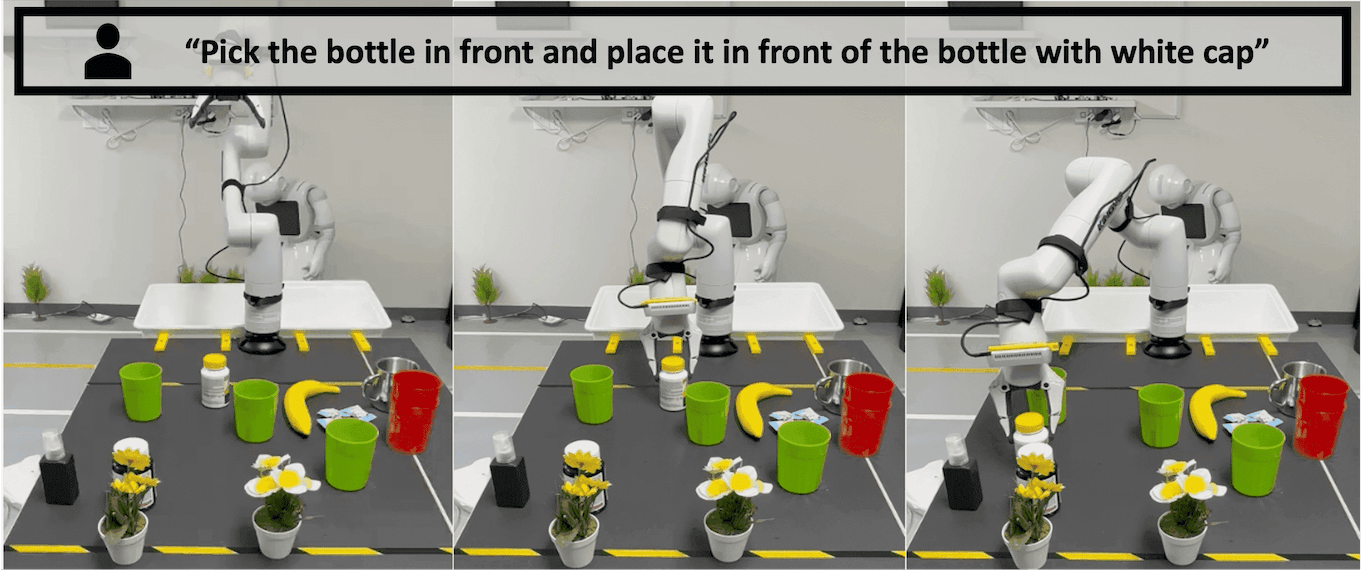 “Pick the bottle in front and place it in front of the bottle with white cap”